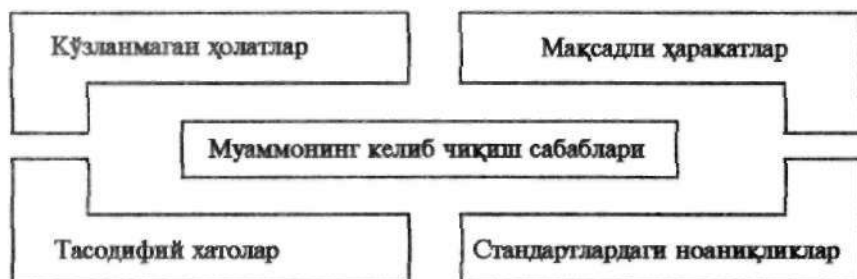 Кўзланмаган ҳолатлар
Мақсадли ҳаракатлар
Муаммонинг келиб чиқиш сабаблари
Тасодифий хатолар
Стандартлардаги ноаниқликлар